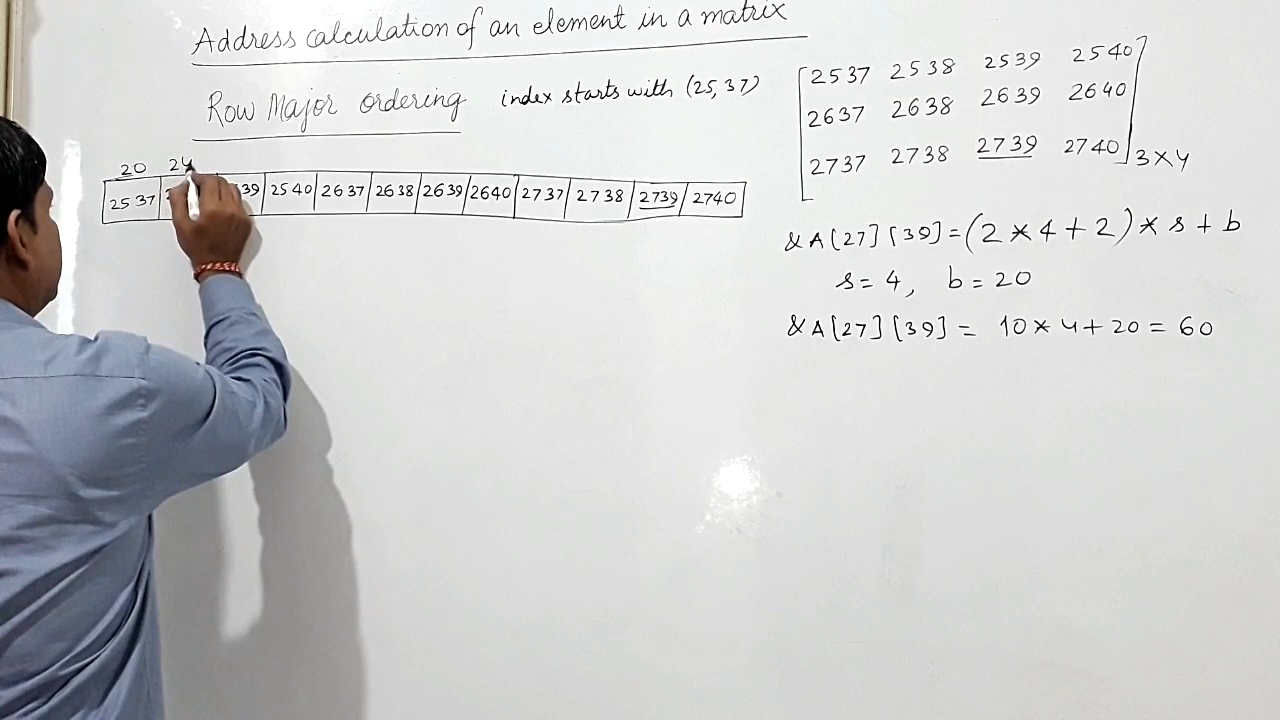 Address calculation of an element in a matrix
Row Major ordering index starts with (25, 37)
20 24
2537 39 2540 2637 2638 2639 2640 2737 2738 2739 2740
2537 2538 2539 2540
2637 2638 2639 2640
2737 2738 2739 2740 3×4
& A[27][39] = (2 * 4 + 2) * s + b
s = 4, b = 20
& A[27][39] = 10 * 4 + 20 = 60